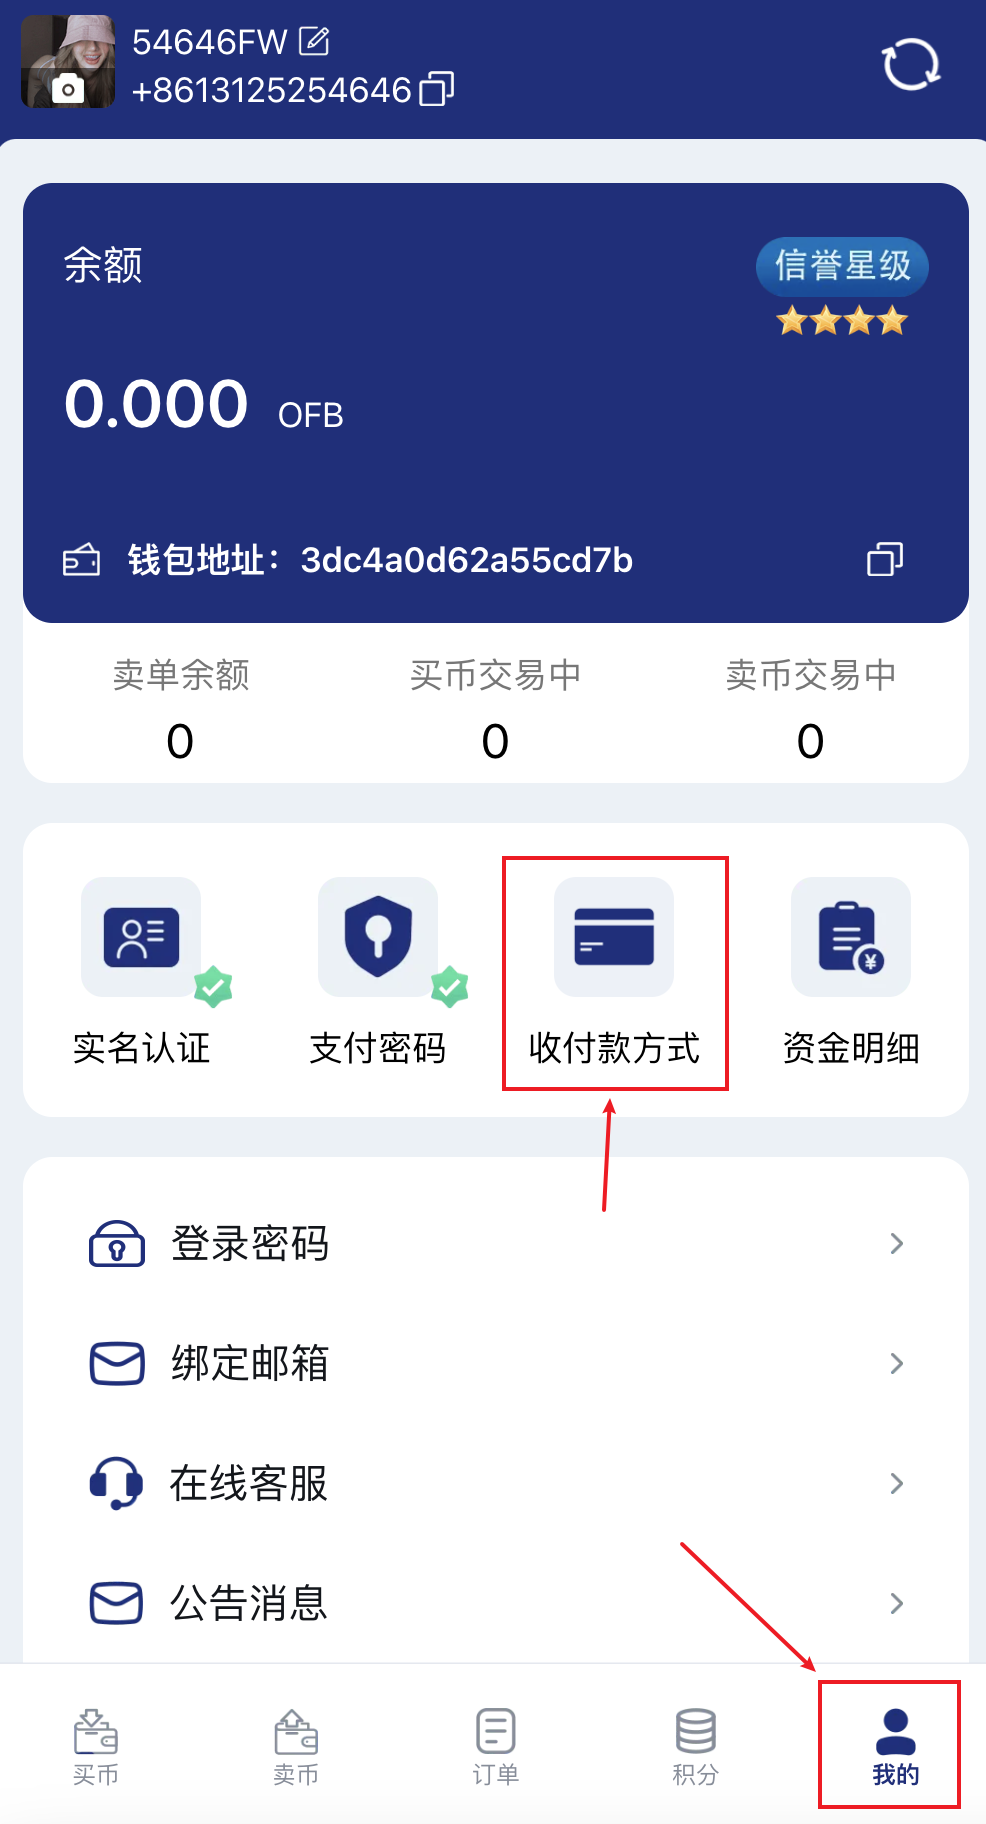 54646FW
+8613125254646
余额
信誉星级
0.000 OFB
钱包地址：3dc4a0d62a55cd7b
卖单余额 买币交易中 卖币交易中
0 0 0
实名认证 支付密码 收付款方式 资金明细
登录密码
绑定邮箱
在线客服
公告消息
买币 卖币 订单 积分 我的